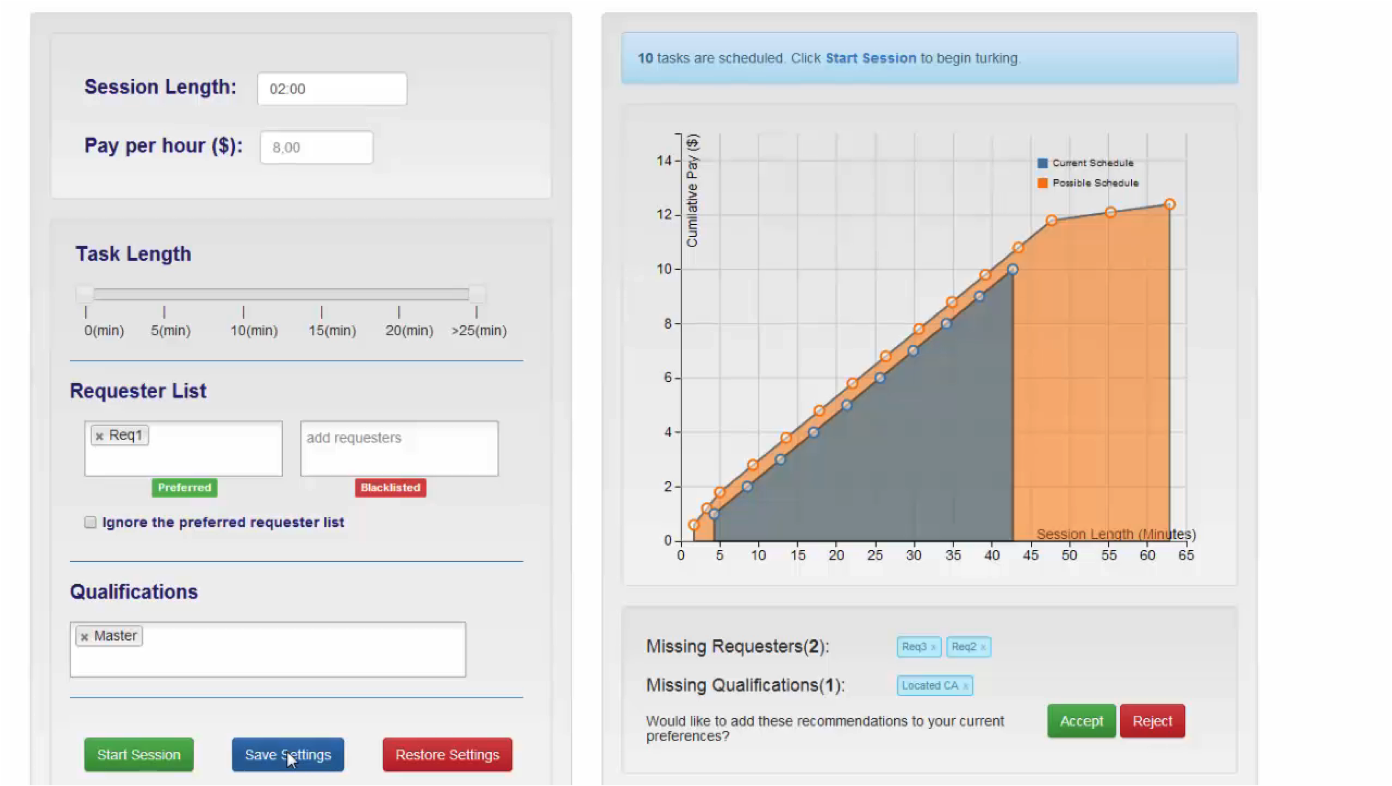 Session Length: 02:00
Pay per hour ($): 8,00
Task Length
0(min) 5(min) 10(min) 15(min) 20(min) >25(min)
Requester List
× Req1 add requesters
Preferred Blacklisted
Ignore the preferred requester list
Qualifications
× Master
Start Session Save Settings Restore Settings
10 tasks are scheduled. Click Start Session to begin turking.
Cumilative Pay ($)
14
12
10
8
6
4
2
0
Current Schedule
Possible Schedule
Session Length (Minutes)
0 5 10 15 20 25 30 35 40 45 50 55 60 65
Missing Requesters(2): Req3 x Req2 x
Missing Qualifications(1): Located CA x
Would like to add these recommendations to your current
preferences?
Accept Reject